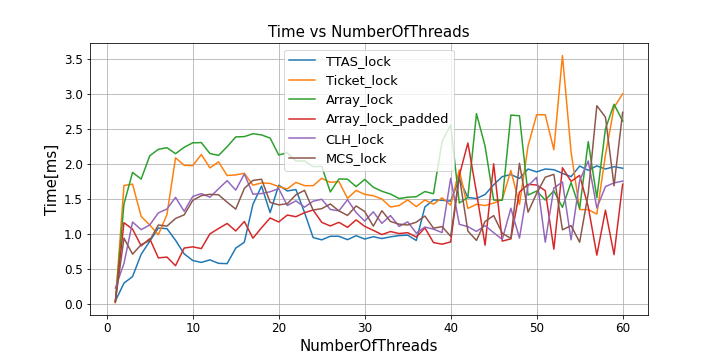 Time vs NumberOfThreads
TTAS_lock
Ticket_lock
Array_lock
Array_lock_padded
CLH_lock
MCS_lock
Time[ms]
3.5
3.0
2.5
2.0
1.5
1.0
0.5
0.0
0 10 20 30 40 50 60
NumberOfThreads